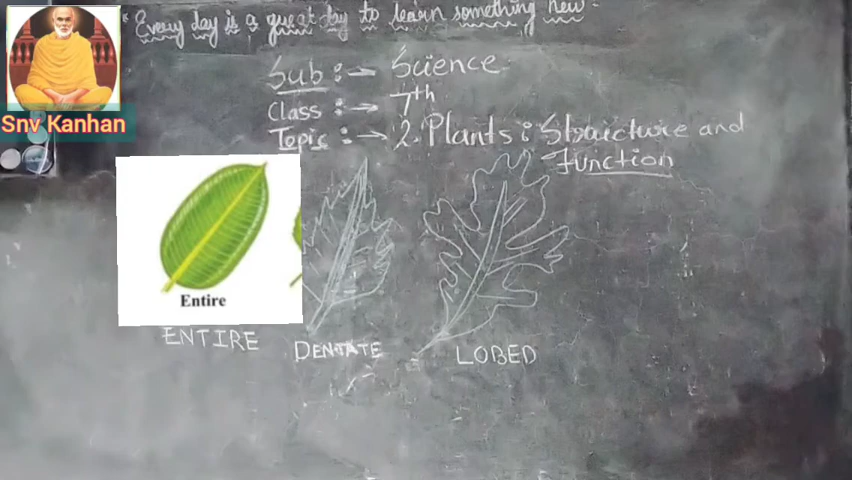 * Every day is a great day to learn something new.
Snv Kanhan
Sub :- Science
Class :→ 7th
Topic :→ 2. Plants : Structure and
function
Entire
ENTIRE
DENTATE
LOBED